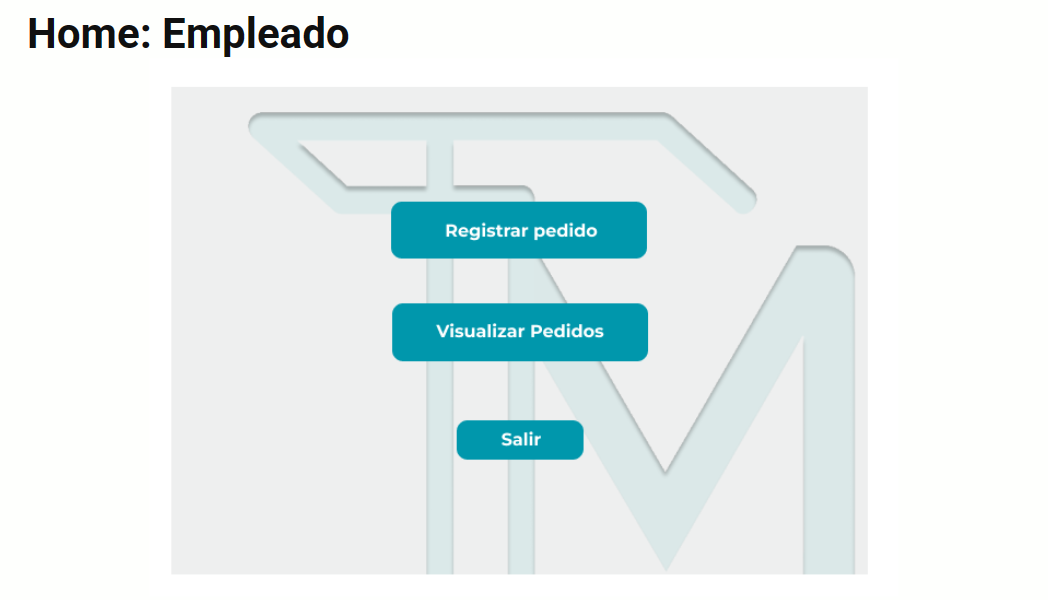 Home: Empleado
Registrar pedido
Visualizar Pedidos
Salir